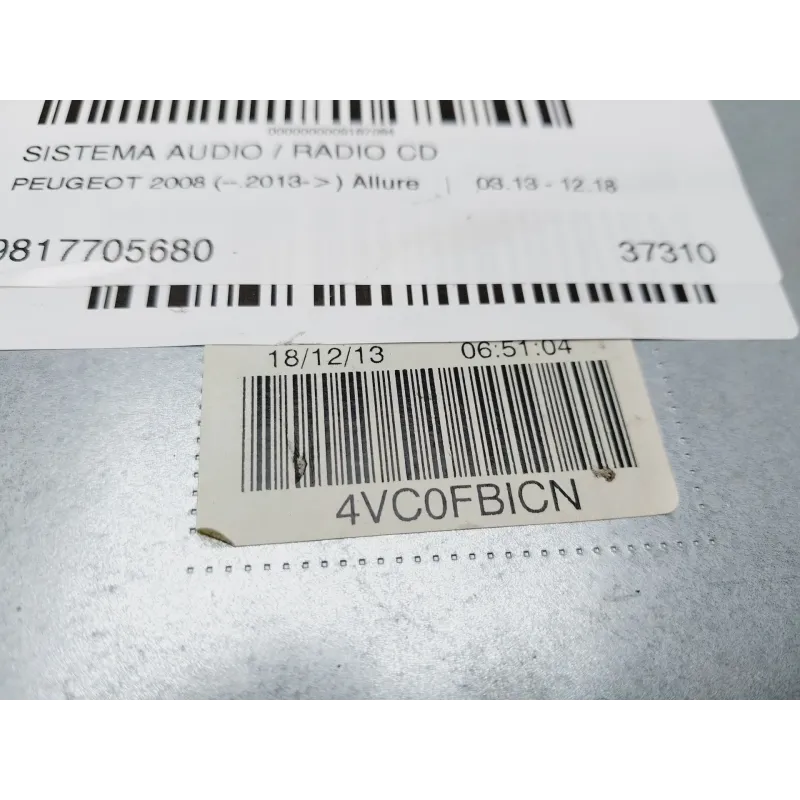 SISTEMA AUDIO / RADIO CD
PEUGEOT 2008 (--.2013->) Allure | 03.13 - 12.18
9817705680 37310
18/12/13 06:51:04
4VC0FBICN